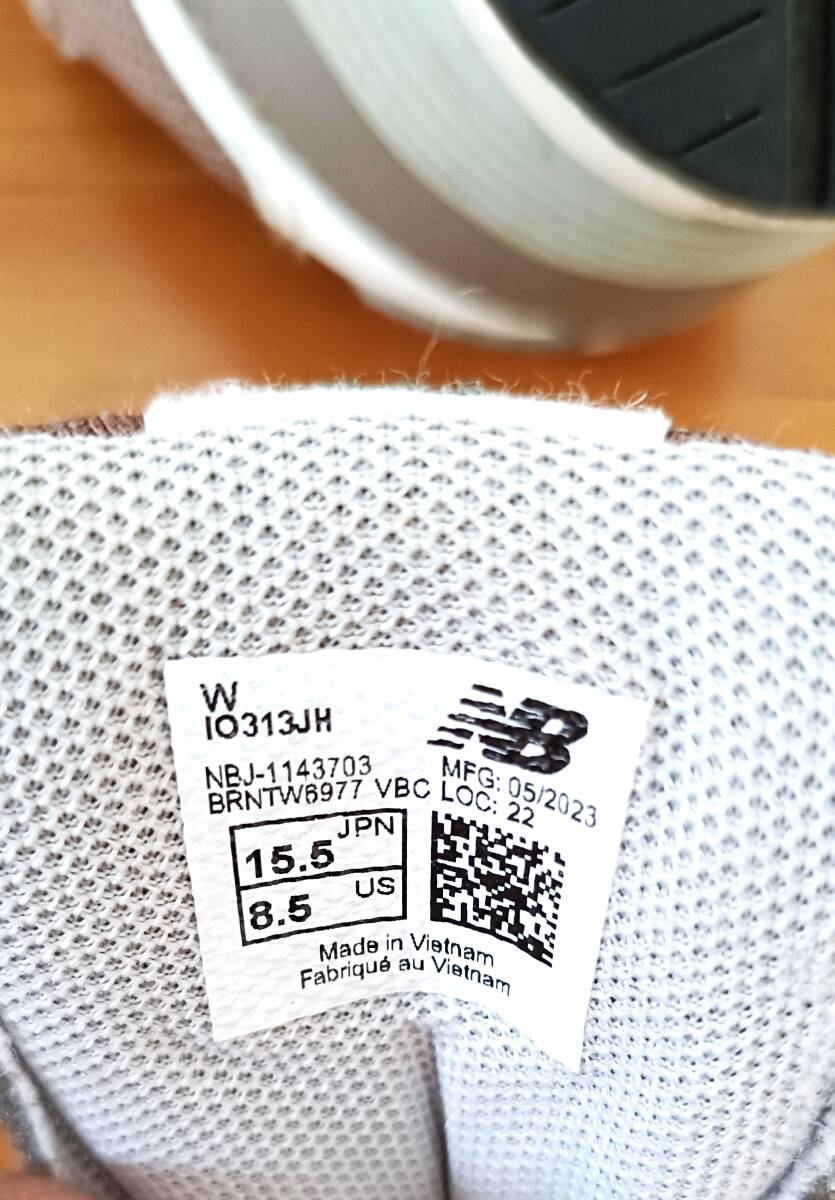 W
IO313JH
NB
NBJ-1143703
BRNTW6977 VBC
MFG: 05/2023
LOC: 22
JPN
15.5
US
8.5
Made in Vietnam
Fabriqué au Vietnam